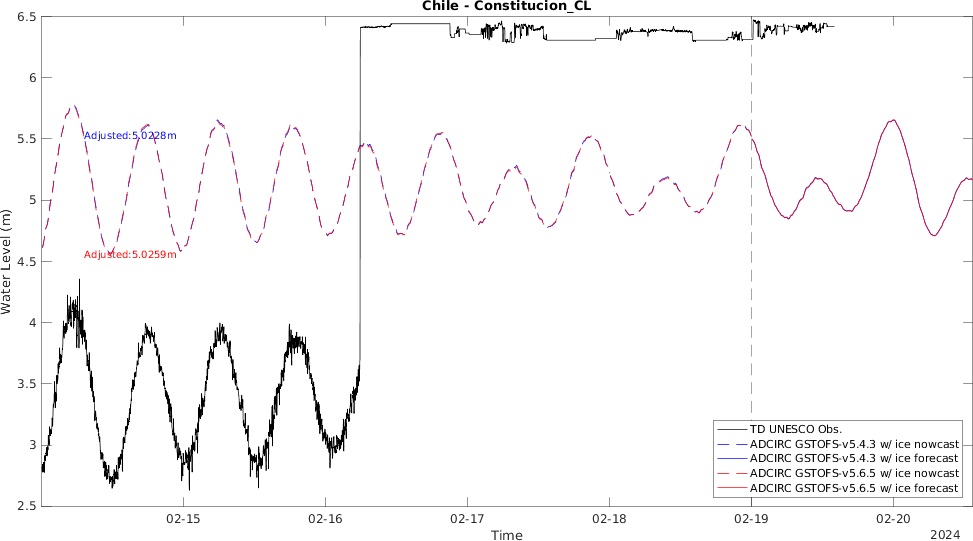 Chile - Constitucion_CL
6.5
6
5.5
5
4.5
4
3.5
3
2.5
Water Level (m)
Adjusted:5.0228m
Adjusted:5.0259m
TD UNESCO Obs.
ADCIRC GSTOFS-v5.4.3 w/ ice nowcast
ADCIRC GSTOFS-v5.4.3 w/ ice forecast
ADCIRC GSTOFS-v5.6.5 w/ ice nowcast
ADCIRC GSTOFS-v5.6.5 w/ ice forecast
02-15
02-16
02-17
02-18
02-19
02-20
Time
2024